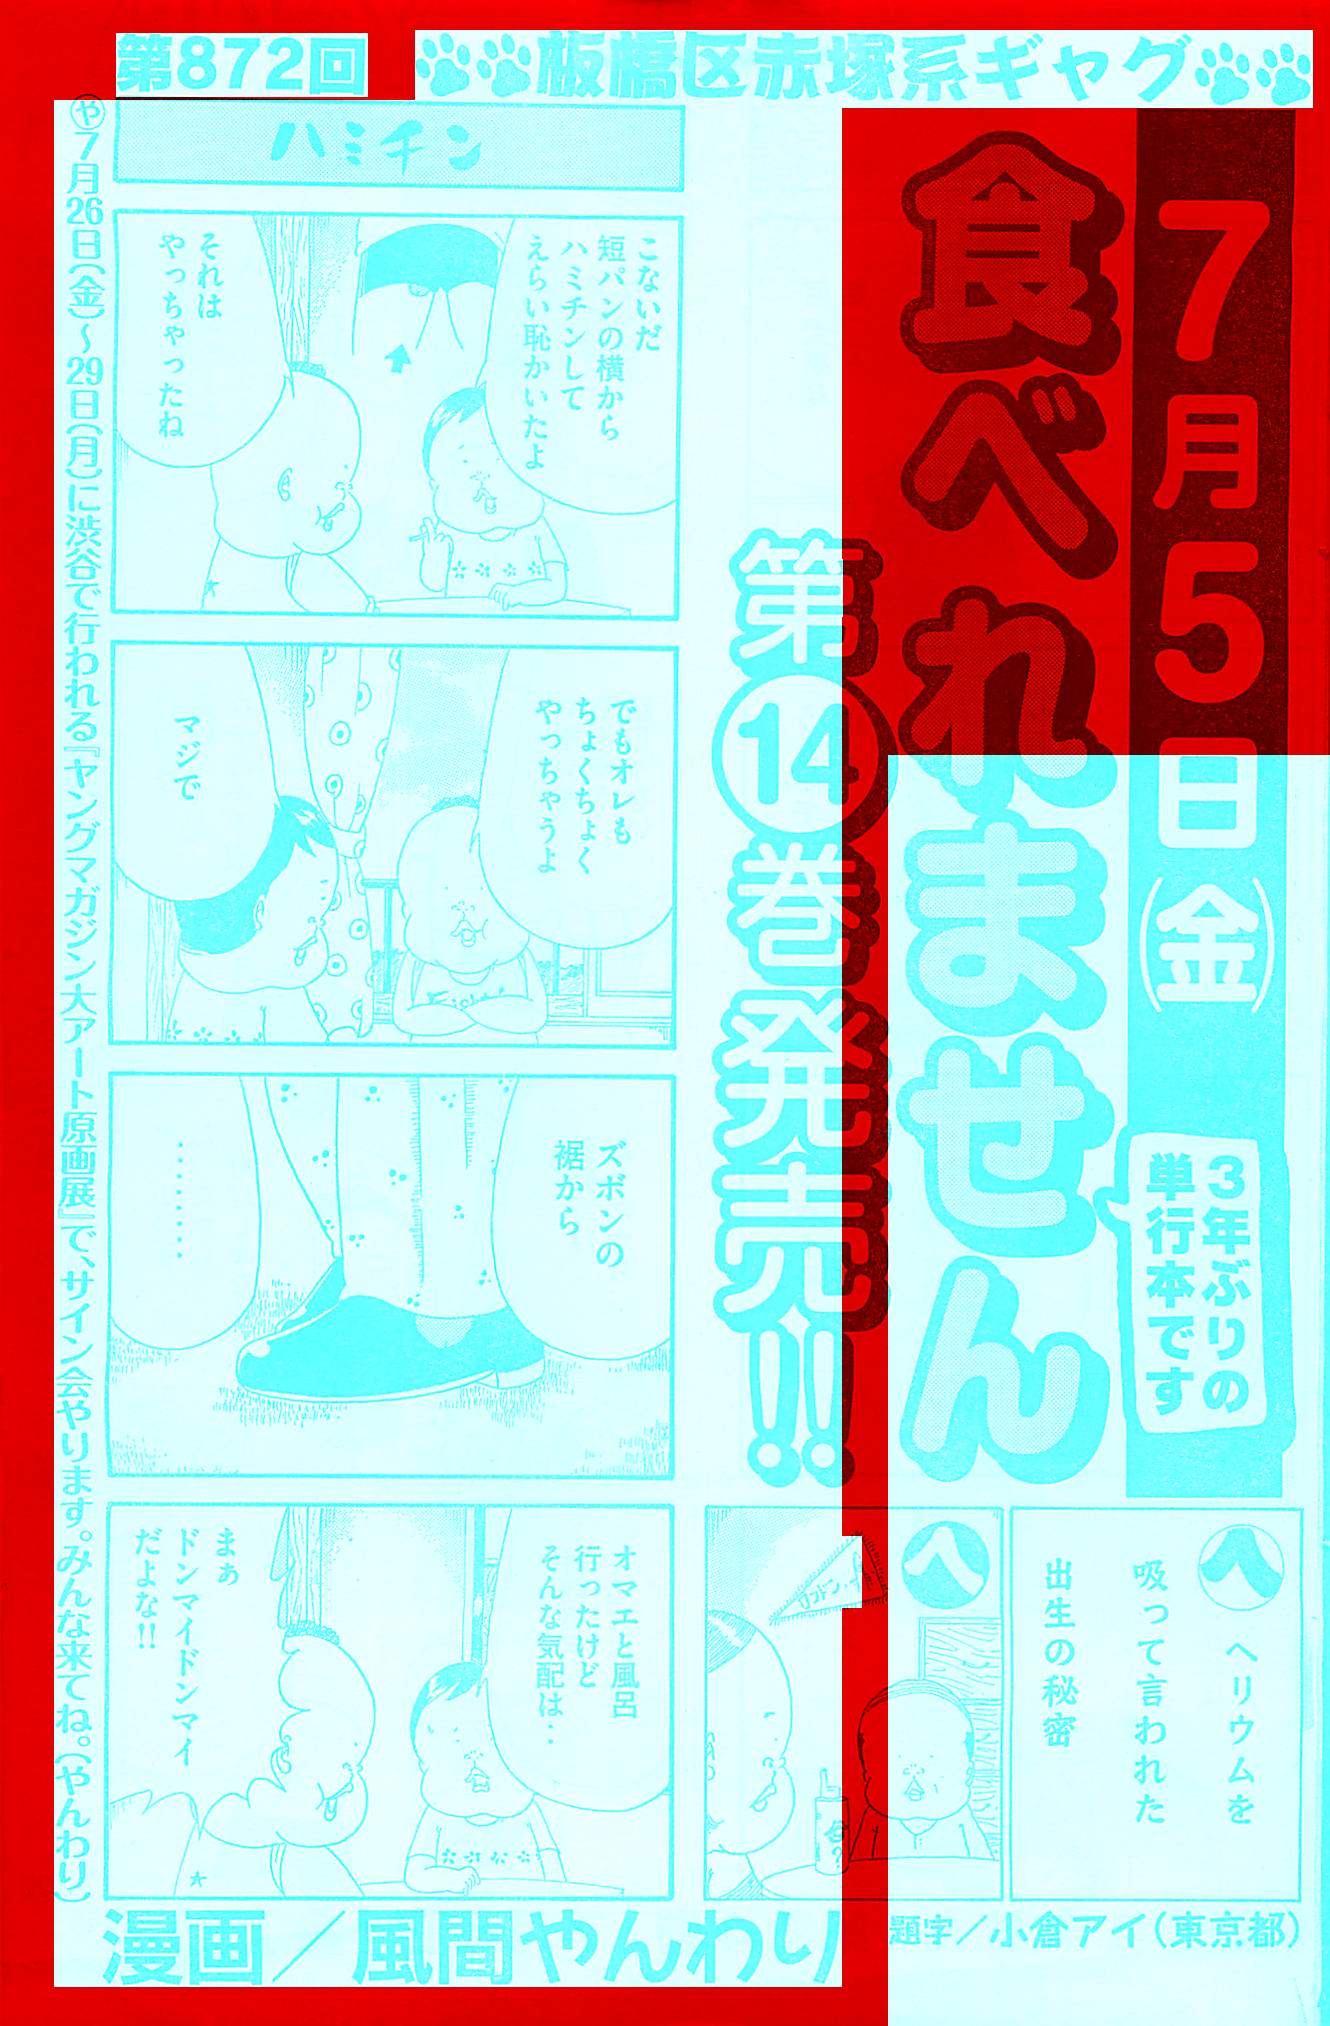 第872回
板橋区赤塚系ギャグ
7月5日(金)
3年ぶりの
単行本です
食べれません
第14巻発売!!
ハミチン
こないだ
短パンの横から
ハミチンして
えらい恥かいたよ
それは
やっちゃったね
でもオレも
ちょくちょく
やっちゃうよ
マジで
ズボンの
裾から
………
オマエと風呂
行ったけど
そんな気配は‥
まぁ
ドンマイドンマイ
だよな!!
へ
ヘリウムを
吸って言われた
出生の秘密
へ
ロンドン
?
題字/小倉アイ(東京都)
漫画/風間やんわり
や7月26日(金)〜29日(月)に渋谷で行われる『ヤングマガジン大アート原画展』で、サイン会やります。みんな来てね。(やんわり)